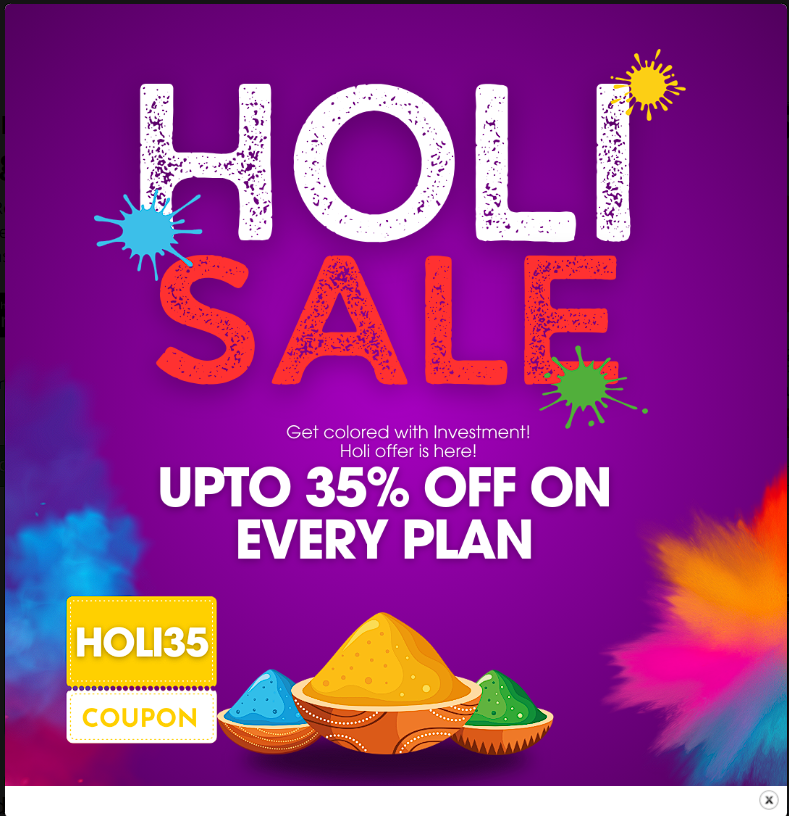 HOLI
SALE
Get colored with Investment!
Holi offer is here!
UPTO 35% OFF ON
EVERY PLAN
HOLI35
COUPON
x